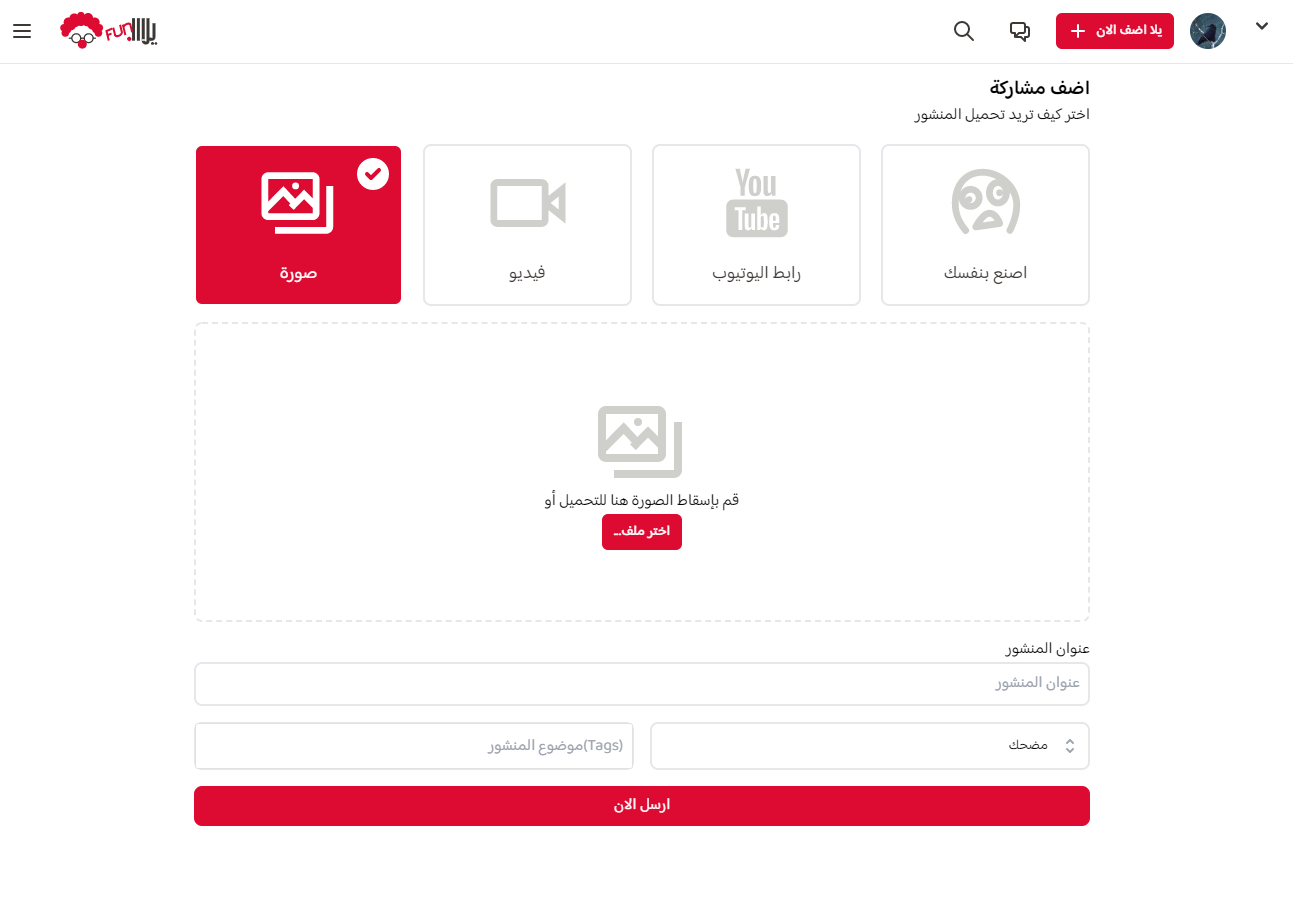 يلااا FUN!
يلا اضف الان
اضف مشاركة
اختر كيف تريد تحميل المنشور
اصنع بنفسك
You Tube
رابط اليوتيوب
فيديو
صورة
قم بإسقاط الصورة هنا للتحميل أو
اختر ملف...
عنوان المنشور
عنوان المنشور
مضحك
(Tags)موضوع المنشور
ارسل الان